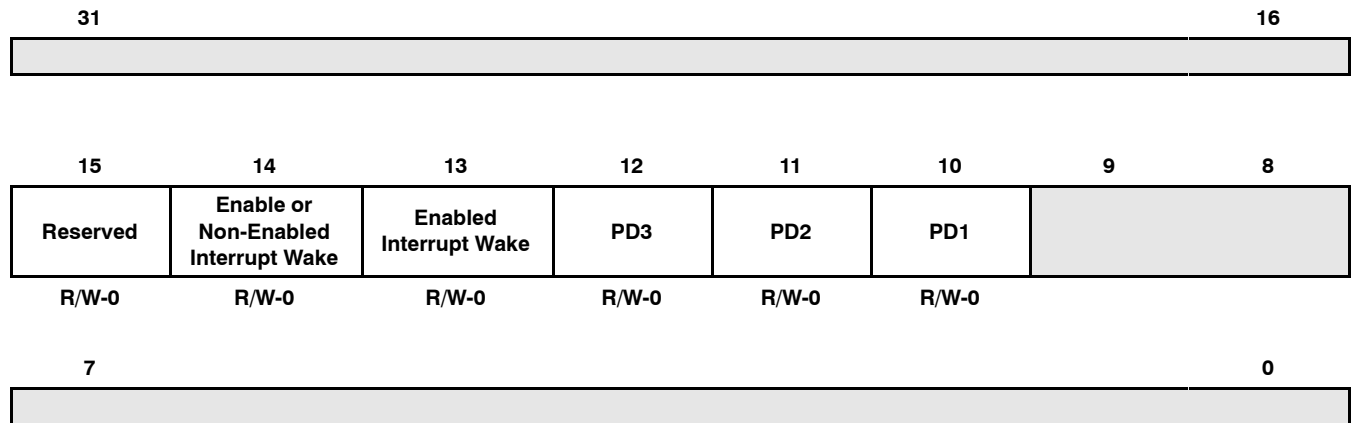 31 16
15 14 13 12 11 10 9 8
Reserved
Enable or
Non-Enabled
Interrupt Wake
Enabled
Interrupt Wake
PD3
PD2
PD1
R/W-0 R/W-0 R/W-0 R/W-0 R/W-0 R/W-0
7 0